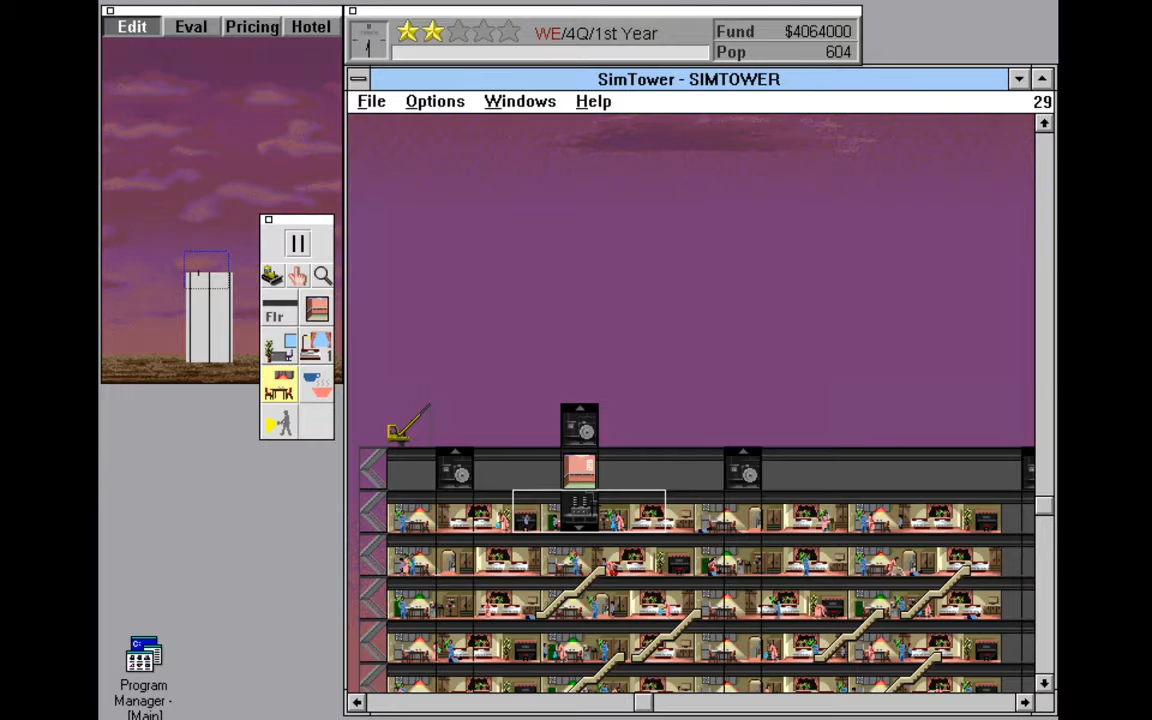 Edit Eval Pricing Hotel
WE/4Q/1st Year
Fund $4064000
Pop 604
SimTower - SIMTOWER
File Options Windows Help
29
Flr
1
C:\
Program
Manager -
[Main]